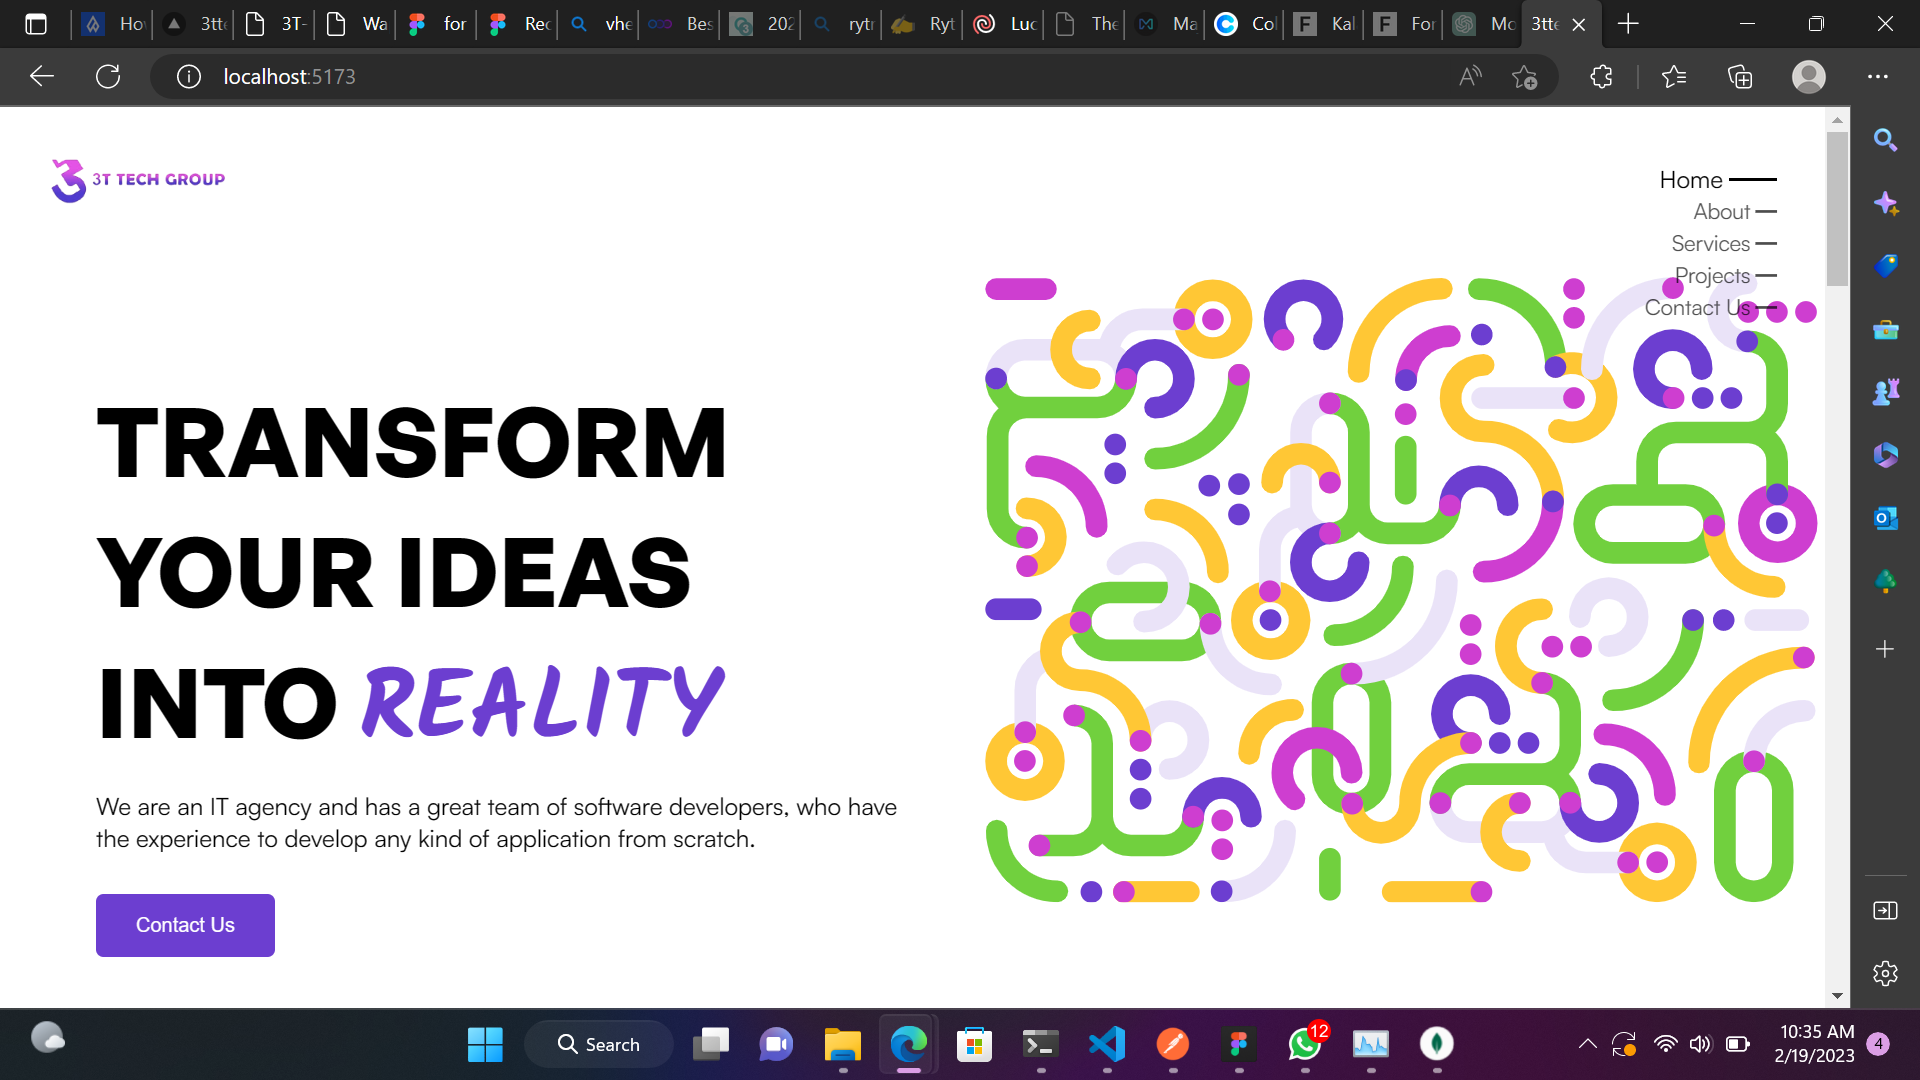 Ho
3tte
3T-
Wa
for
Rec
vhe
Bes
202
rytr
Ryt
Luc
The
Ma
Co
Kal
For
Mo
3tte
localhost:5173
3T TECH GROUP
Home
About
Services
Projects
Contact Us
TRANSFORM
YOUR IDEAS
INTO REALITY
We are an IT agency and has a great team of software developers, who have
the experience to develop any kind of application from scratch.
Contact Us
Search
12
10:35 AM
2/19/2023
4